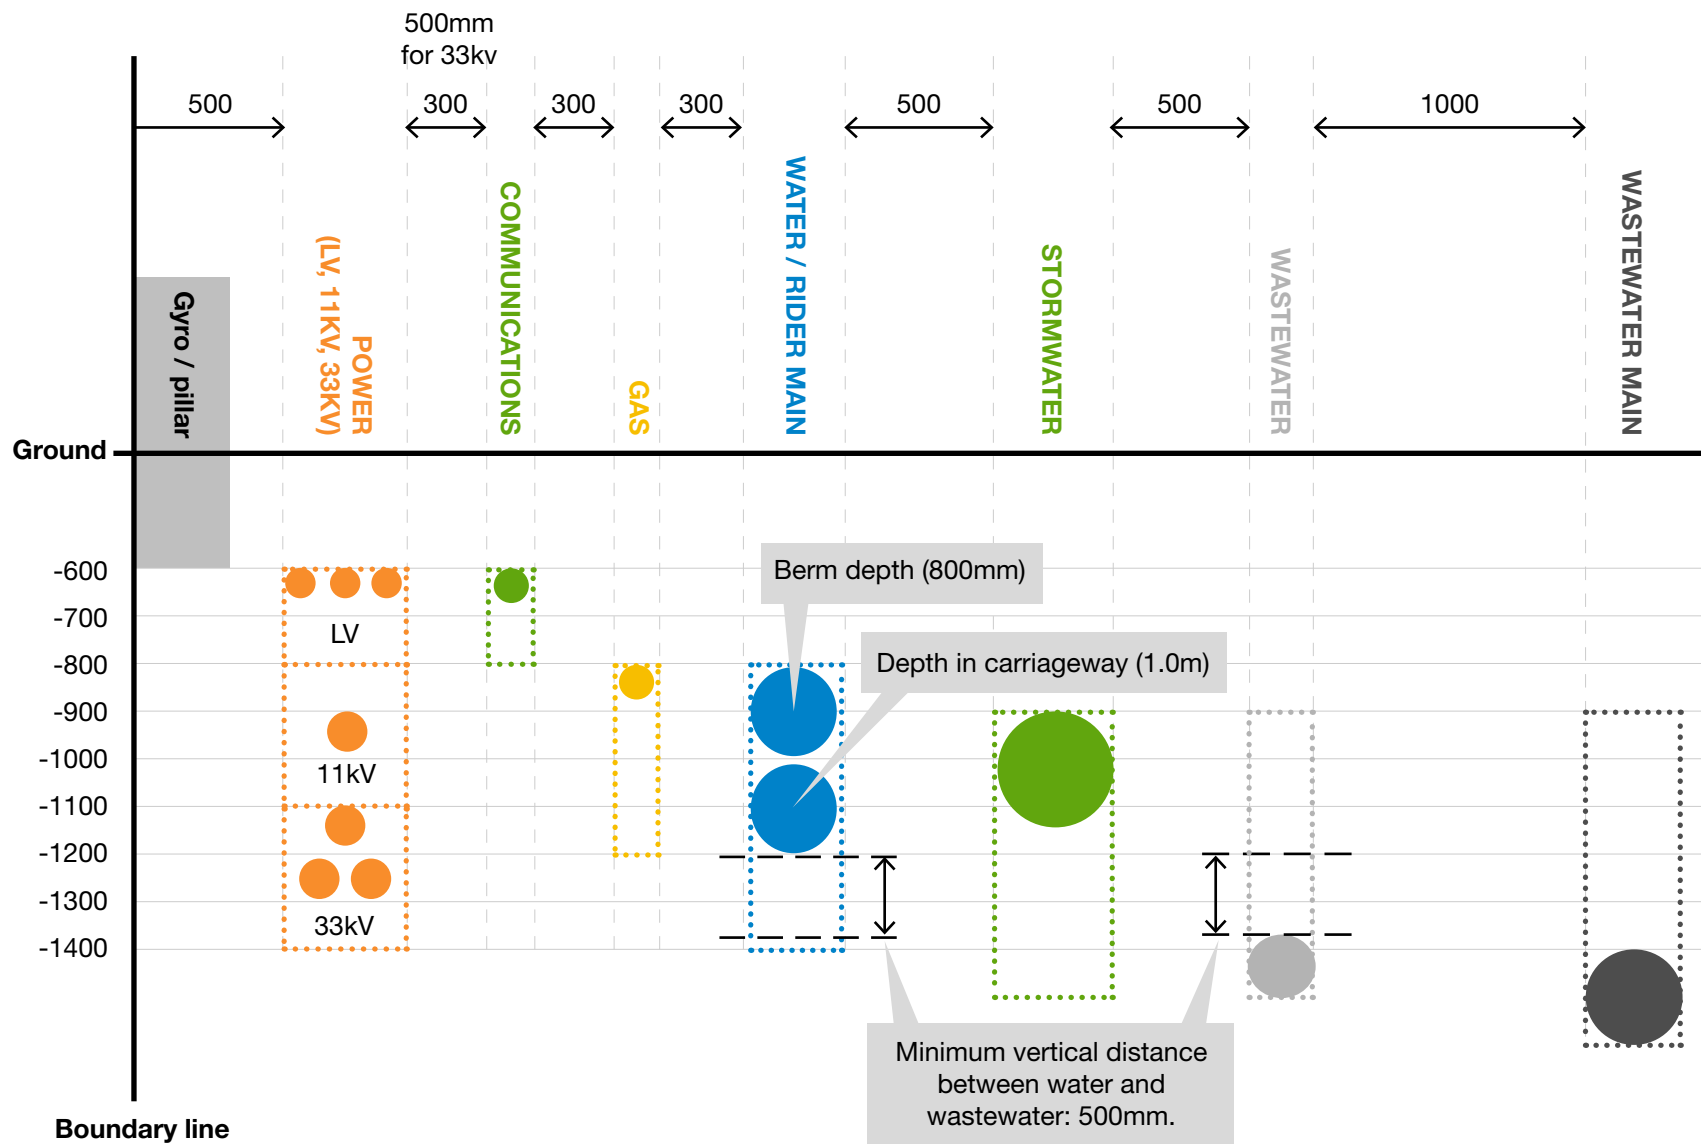 500mm
for 33kv
500
300
300
300
500
500
1000
Gyro / pillar
POWER
(LV, 11KV, 33KV)
COMMUNICATIONS
GAS
WATER / RIDER MAIN
STORMWATER
WASTEWATER
WASTEWATER MAIN
Ground
-600
-700
-800
-900
-1000
-1100
-1200
-1300
-1400
LV
11kV
33kV
Berm depth (800mm)
Depth in carriageway (1.0m)
Minimum vertical distance
between water and
wastewater: 500mm.
Boundary line